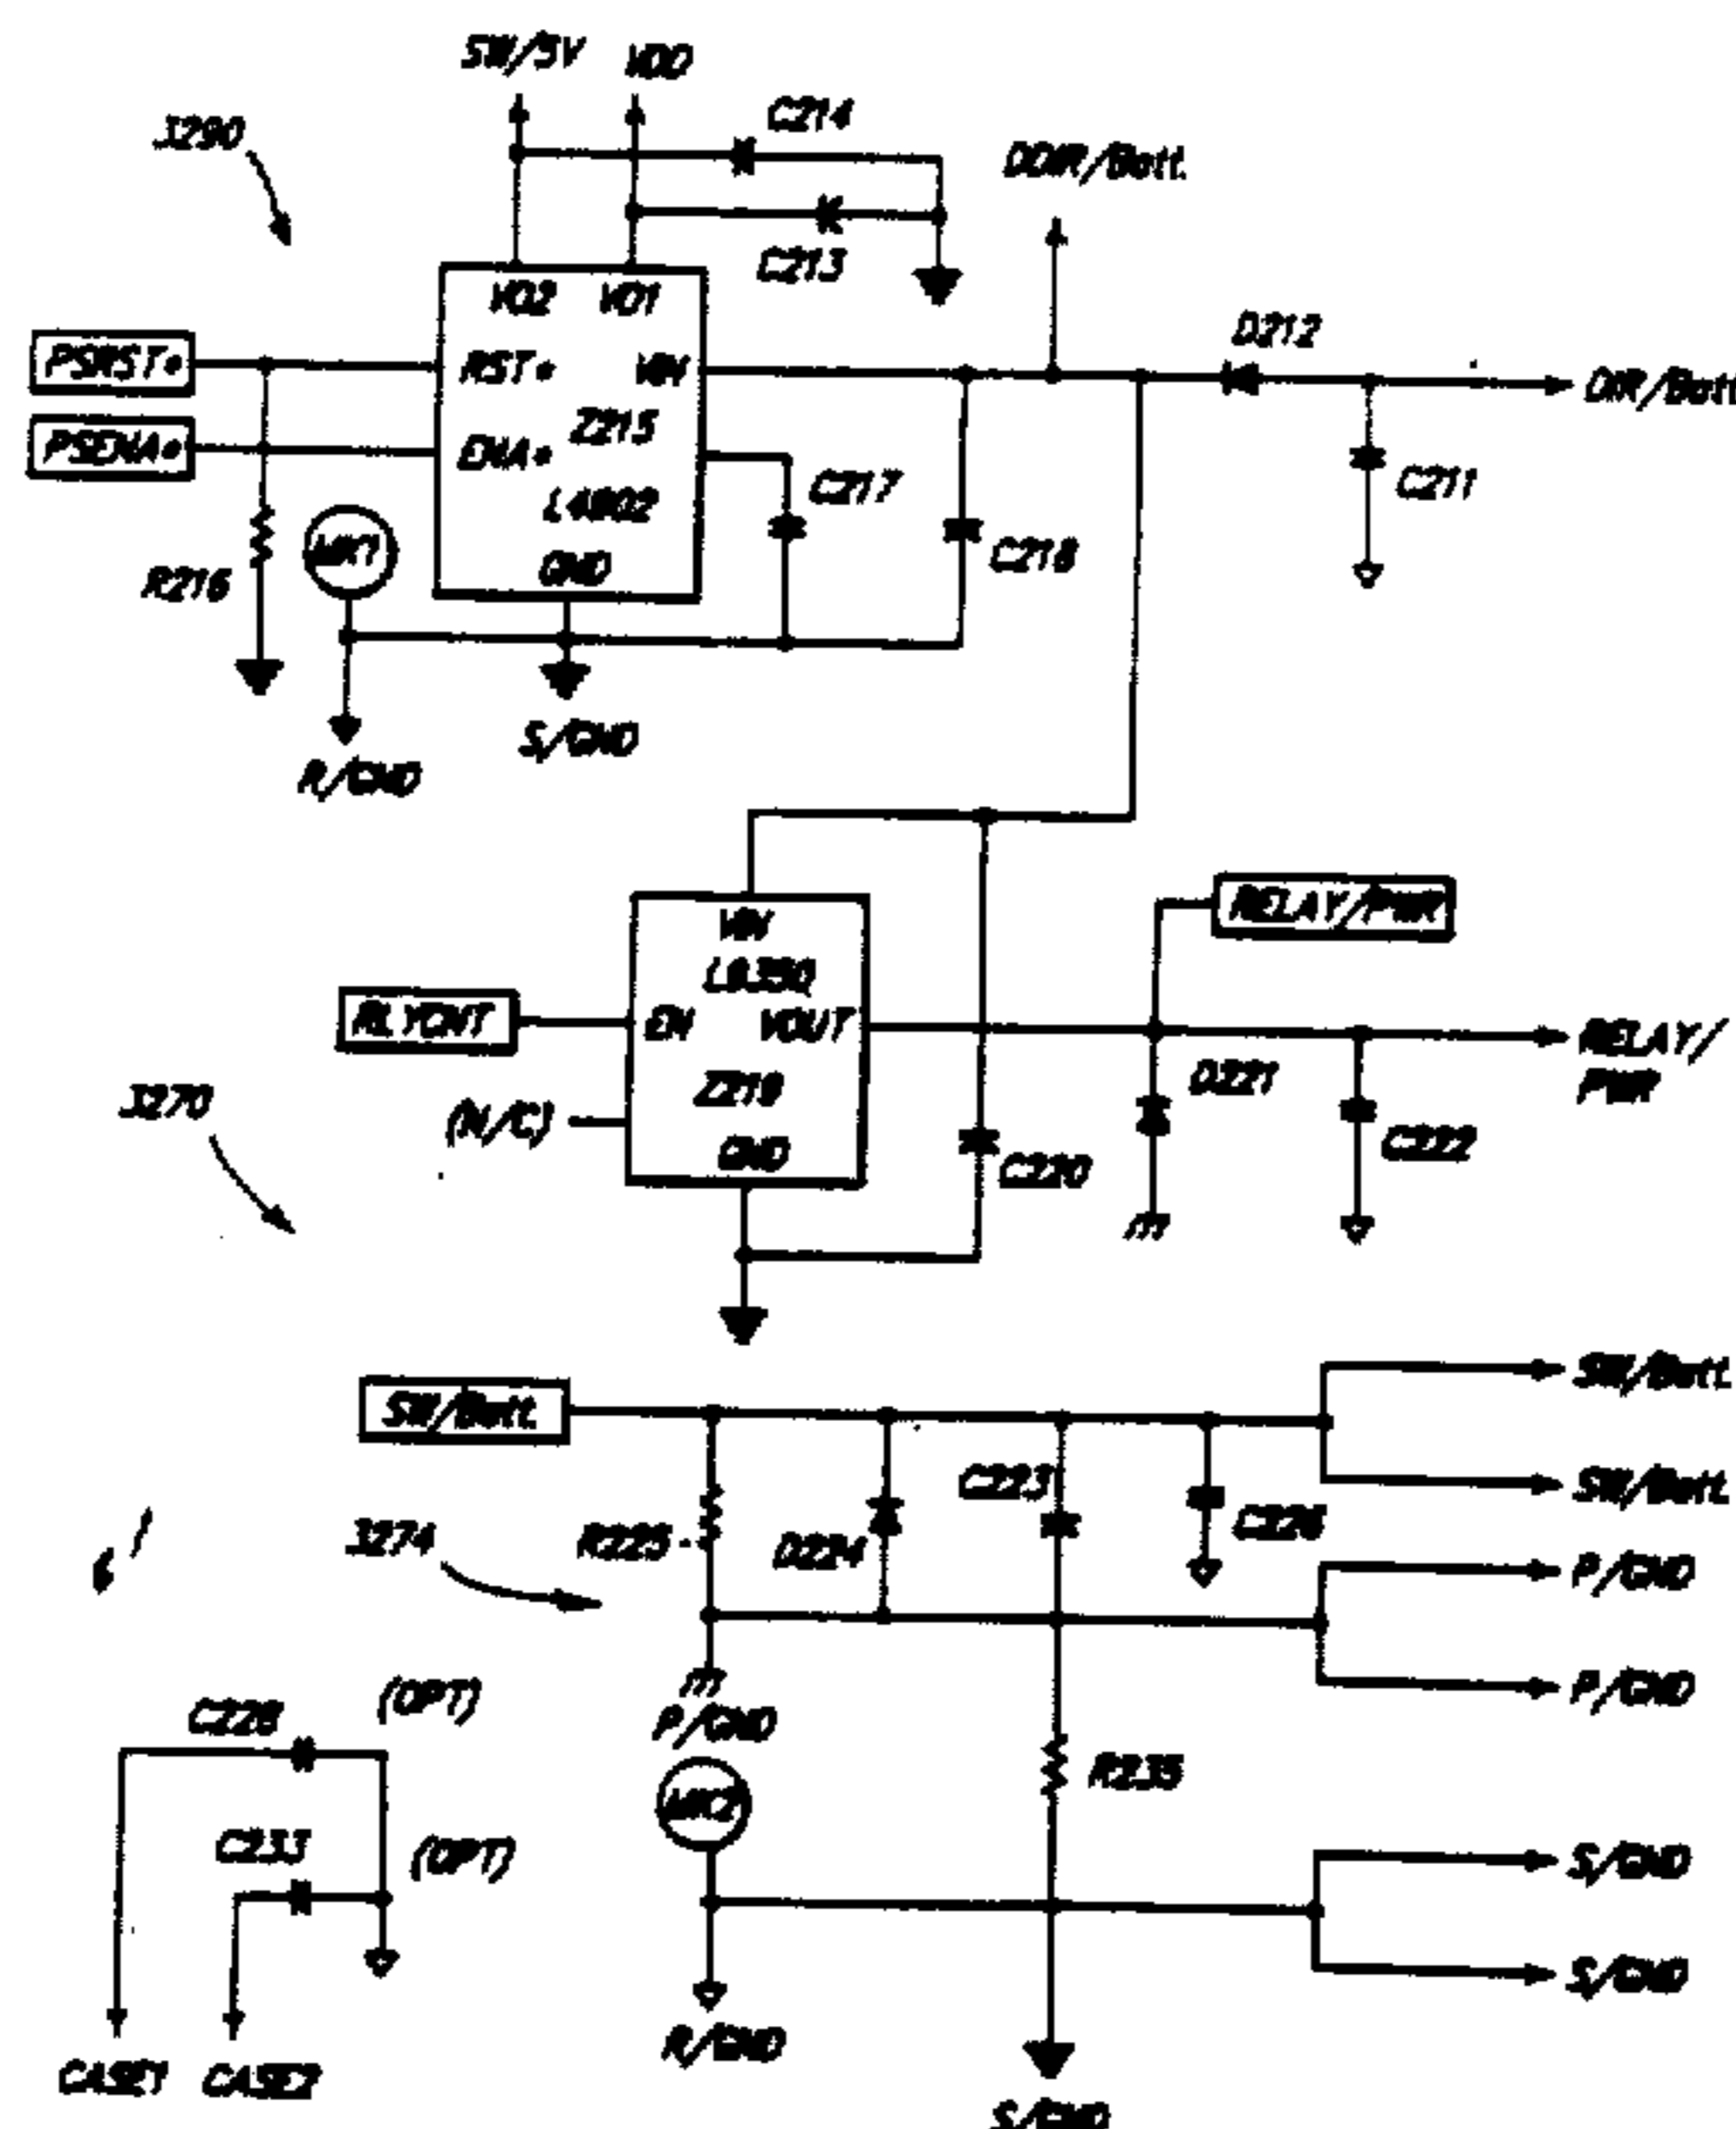 SW/5V
VDD
C214
3290
DDIR/Batt.
C213
VO2
VO1
D212
PSRST*
RST*
VIN
DIR/Batt
PSENA*
ENA*
Z215
C217
C211
L4902
C218
R216
GND
S/GND
R/GND
RELAY/PWR
VIN
RLYCNT
EN
VOUT
RELAY/
PWR
3270
Z219
D221
(N/C)
GND
C220
C222
SW/Batt.
SW/Batt.
C223
SW/Batt.
3274
R225
D224
C226
P/GND
(OPT)
P/GND
C228
P/GND
R235
C233
(OPT)
S/GND
S/GND
R/GND
CASE1
CASE2
S/GND